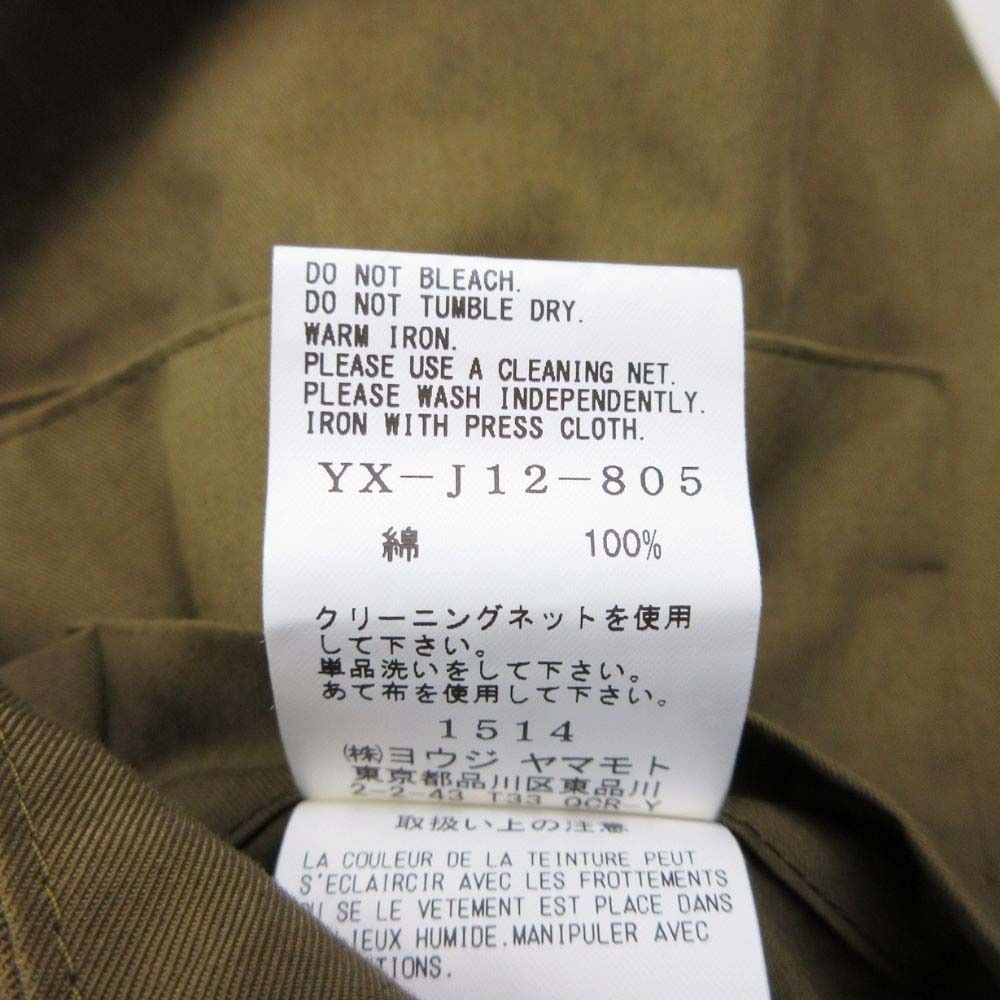 DO NOT BLEACH.
DO NOT TUMBLE DRY.
WARM IRON.
PLEASE USE A CLEANING NET.
PLEASE WASH INDEPENDENTLY.
IRON WITH PRESS CLOTH.
YX-J12-805
綿 100%
クリーニングネットを使用
して下さい。
単品洗いをして下さい。
あて布を使用して下さい。
1514
㈱ヨウジ ヤマモト
東京都品川区東品川
2-2-43 T33 OCR-Y
取扱い上の注意
LA COULEUR DE LA TEINTURE PEUT
S'ECLAIRCIR AVEC LES FROTTEMENTS
OU SE LE VETEMENT EST PLACE DANS
HUMIDE.MANIPULER AVEC